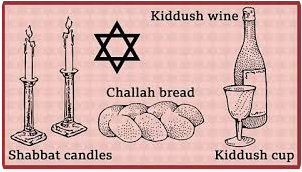 Kiddush wine
Challah bread
Shabbat candles
Kiddush cup